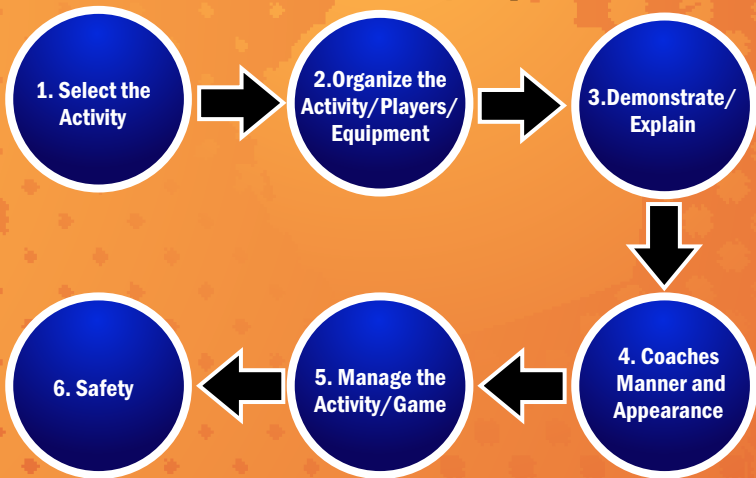 1. Select the
Activity
2.Organize the
Activity/Players/
Equipment
3.Demonstrate/
Explain
4. Coaches
Manner and
Appearance
5. Manage the
Activity/Game
6. Safety